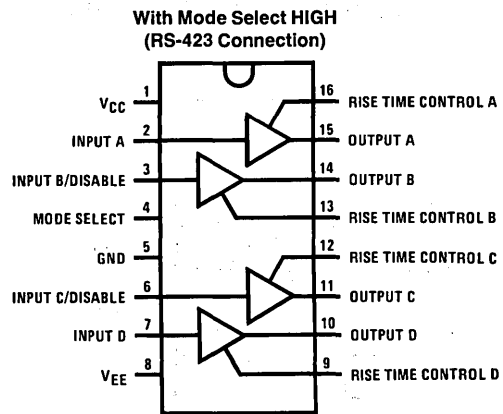 With Mode Select HIGH
(RS-423 Connection)
VCC 1
INPUT A 2
INPUT B/DISABLE 3
MODE SELECT 4
GND 5
INPUT C/DISABLE 6
INPUT D 7
VEE 8
16 RISE TIME CONTROL A
15 OUTPUT A
14 OUTPUT B
13 RISE TIME CONTROL B
12 RISE TIME CONTROL C
11 OUTPUT C
10 OUTPUT D
9 RISE TIME CONTROL D